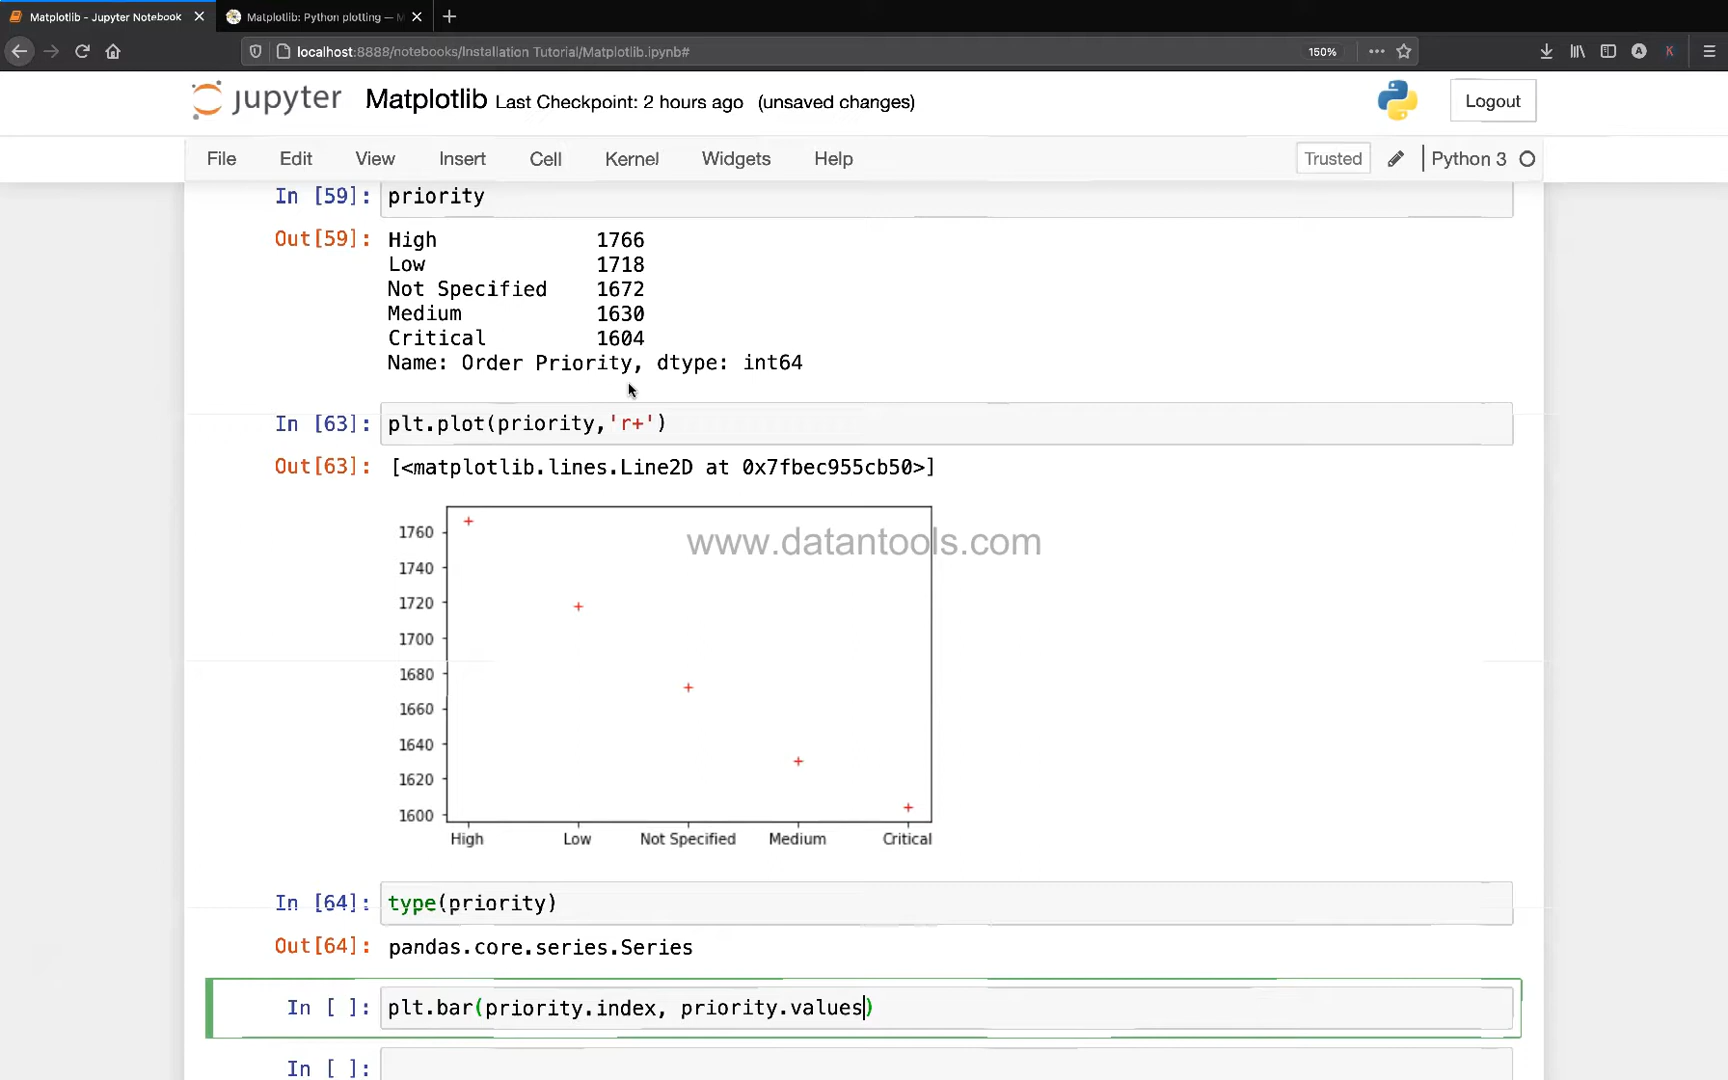 Matplotlib - Jupyter Notebook
Matplotlib: Python plotting — M
localhost:8888/notebooks/Installation Tutorial/Matplotlib.ipynb#
150%
A
K
jupyter
Matplotlib Last Checkpoint: 2 hours ago (unsaved changes)
Logout
File Edit View Insert Cell Kernel Widgets Help
Trusted
Python 3
In [59]: priority
Out[59]: High 1766
Low 1718
Not Specified 1672
Medium 1630
Critical 1604
Name: Order Priority, dtype: int64
In [63]: plt.plot(priority,'r+')
Out[63]: [<matplotlib.lines.Line2D at 0x7fbec955cb50>]
www.datantools.com
1760
1740
1720
1700
1680
1660
1640
1620
1600
High Low Not Specified Medium Critical
In [64]: type(priority)
Out[64]: pandas.core.series.Series
In [ ]: plt.bar(priority.index, priority.values)
In [ ]: